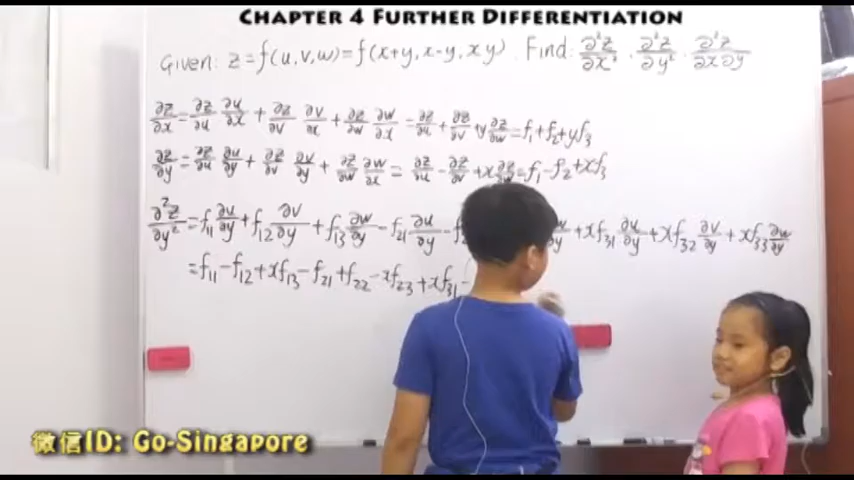 CHAPTER 4 FURTHER DIFFERENTIATION
Given: z = f(u,v,w) = f(x+y, x-y, xy). Find: ∂²z/∂x², ∂²z/∂y², ∂²z/∂x∂y
∂z/∂x = ∂z/∂u ∂u/∂x + ∂z/∂v ∂v/∂x + ∂z/∂w ∂w/∂x = ∂z/∂u + ∂z/∂v + y ∂z/∂w = f₁ + f₂ + yf₃
∂z/∂y = ∂z/∂u ∂u/∂y + ∂z/∂v ∂v/∂y + ∂z/∂w ∂w/∂x = ∂z/∂u - ∂z/∂v + x ∂z/∂w = f₁ - f₂ + xf₃
∂²z/∂y² = f₁₁ ∂u/∂y + f₁₂ ∂v/∂y + f₁₃ ∂w/∂y - f₂₁ ∂u/∂y - + xf₃₁ ∂u/∂y + xf₃₂ ∂v/∂y + xf₃₃ ∂w/∂y
= f₁₁ - f₁₂ + xf₁₃ - f₂₁ + f₂₂ - xf₂₃ + xf₃₁ -
微信ID: Go-Singapore